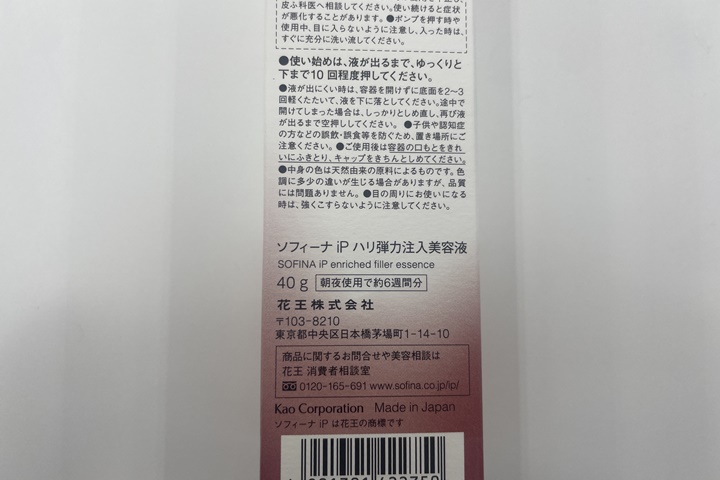 皮ふ科医へ相談してください。使い続けると症状
が悪化することがあります。●ポンプを押す時や
使用中、目に入らないように注意し、入った時は、
すぐに充分に洗い流してください。
●使い始めは、液が出るまで、ゆっくりと
下まで10回程度押してください。
●液が出にくい時は、容器を開けずに底面を2〜3
回軽くたたいて、液を下に落としてください。途中で
開けてしまった場合は、しっかりとしめ直し、再び液
が出るまで空押ししてください。 ●子供や認知症
の方などの誤飲・誤食等を防ぐため、置き場所にご
注意ください。●ご使用後は容器の口もとをきれ
いにふきとり、キャップをきちんとしめてください。
●中身の色は天然由来の原料によるものです。色
調に多少の違いが生じる場合がありますが、品質
には問題ありません。●目の周りにお使いになる
時は、強くこすらないように注意してください。
ソフィーナ iP ハリ弾力注入美容液
SOFINA iP enriched filler essence
40 g 朝夜使用で約6週間分
花王株式会社
〒103-8210
東京都中央区日本橋茅場町1-14-10
商品に関するお問合せや美容相談は
花王 消費者相談室
0120-165-691 www.sofina.co.jp/ip/
Kao Corporation Made in Japan
ソフィーナ iP は花王の商標です